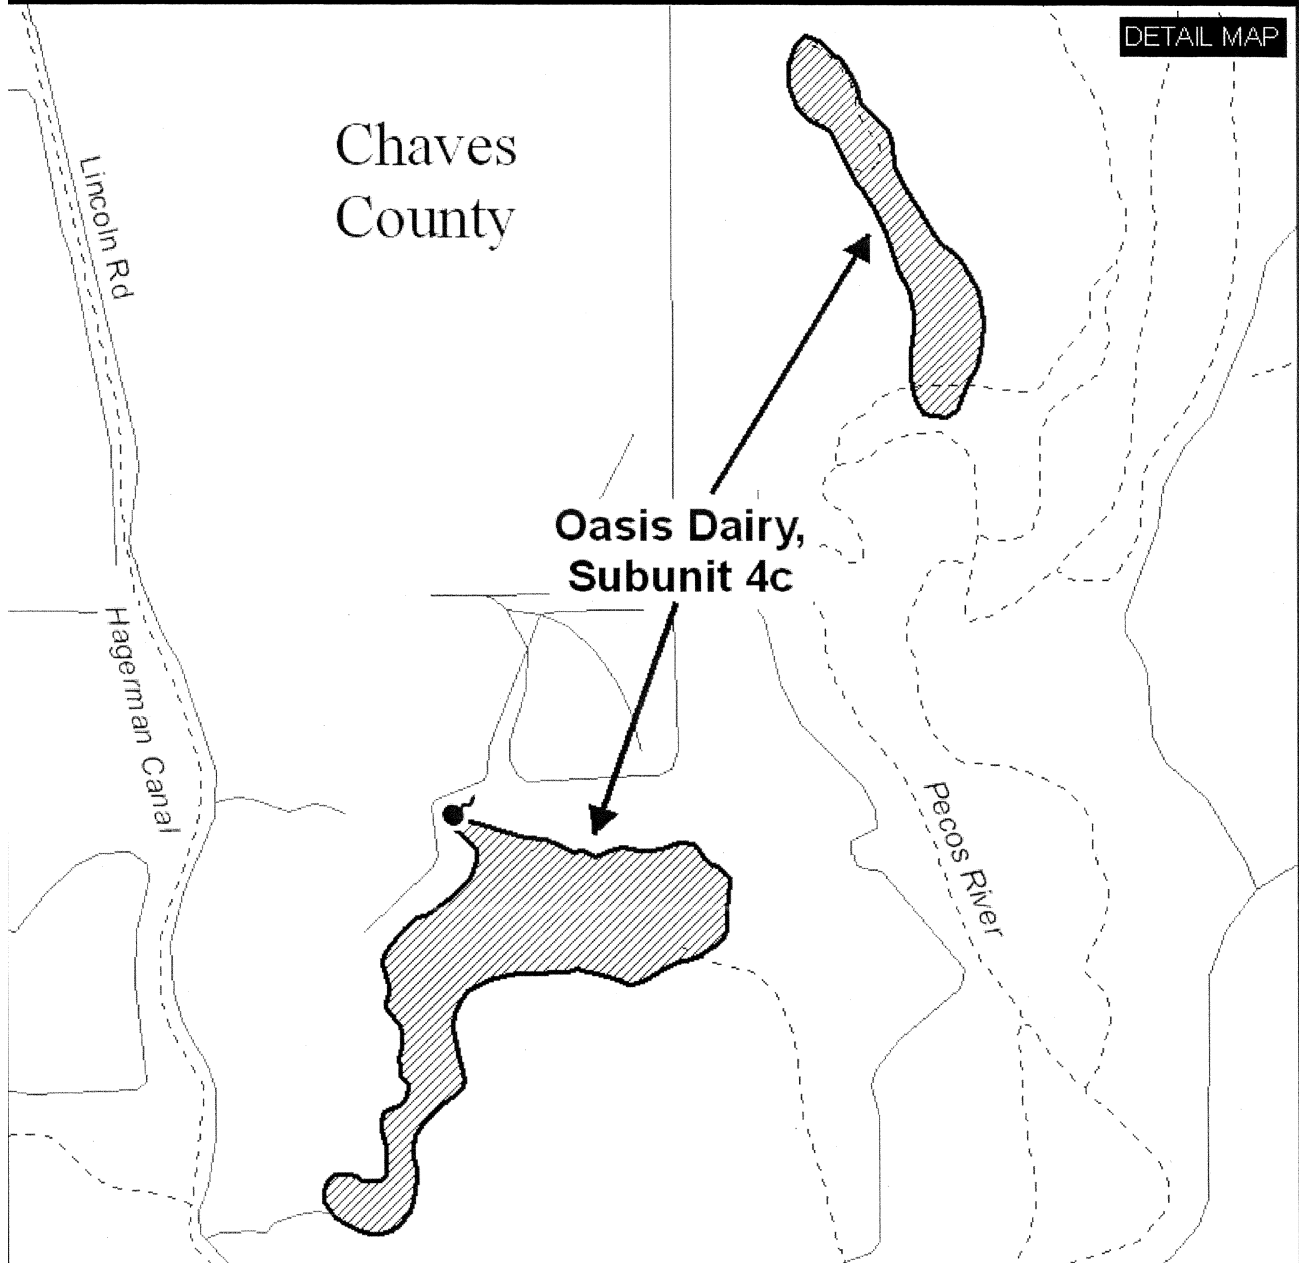 DETAIL MAP
Chaves
County
Lincoln Rd
Oasis Dairy,
Subunit 4c
Hagerman Canal
Pecos River